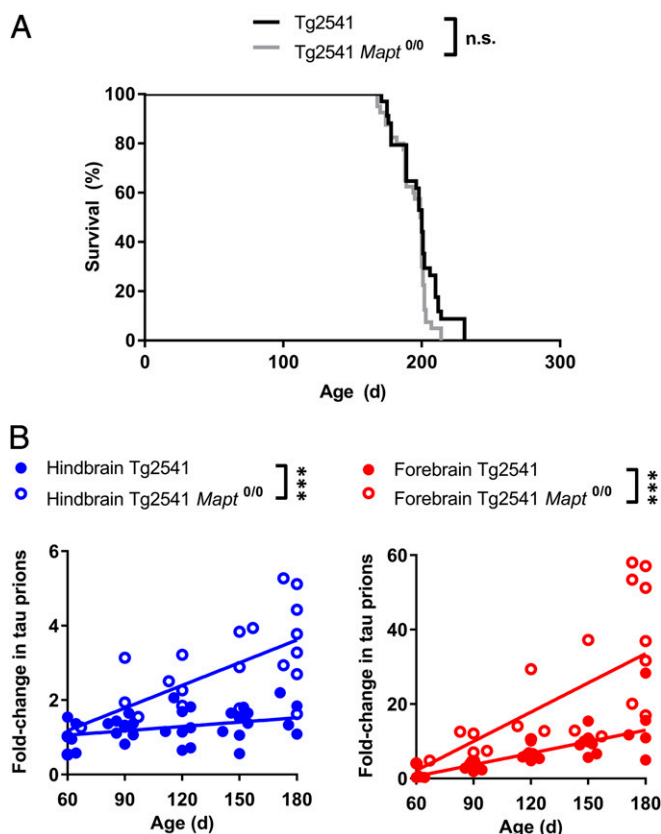 A
Tg2541
Tg2541 Mapt 0/0
n.s.
Survival (%)
100
80
60
40
20
0
0 100 200 300
Age (d)
B
Hindbrain Tg2541
Hindbrain Tg2541 Mapt 0/0
***
Forebrain Tg2541
Forebrain Tg2541 Mapt 0/0
***
Fold-change in tau prions
6
4
2
0
60 90 120 150 180
Age (d)
Fold-change in tau prions
60
40
20
0
60 90 120 150 180
Age (d)